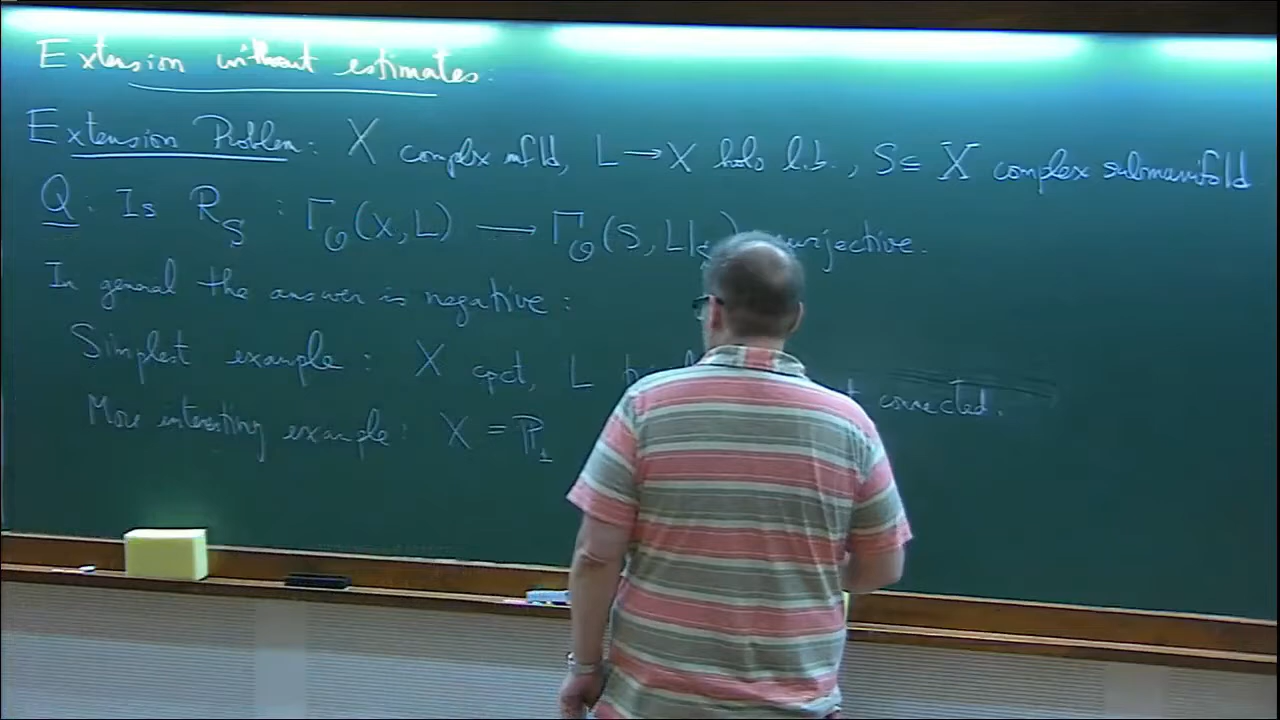 Extension without estimates:
Extension Problem: X complex mfld, L → X holo l.b., S ⊆ X complex submanifold
Q: Is R_S : Γ_O(X, L) ⟶ Γ_O(S, L|_S) surjective.
In general the answer is negative:
Simplest example: X cpct, L connected.
More interesting example: X = P_1